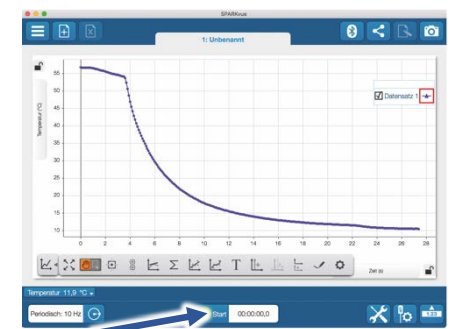 SPARKvue
1: Unbenannt
Datensatz 1
Temperatur (°C)
55
50
45
40
35
30
25
20
15
10
0 2 4 6 8 10 12 14 16 18 20 22 24 26 28
Σ T
Zeit (s)
Temperatur 11,9 °C
Periodisch: 10 Hz
Start 00:00:00,0
1.23